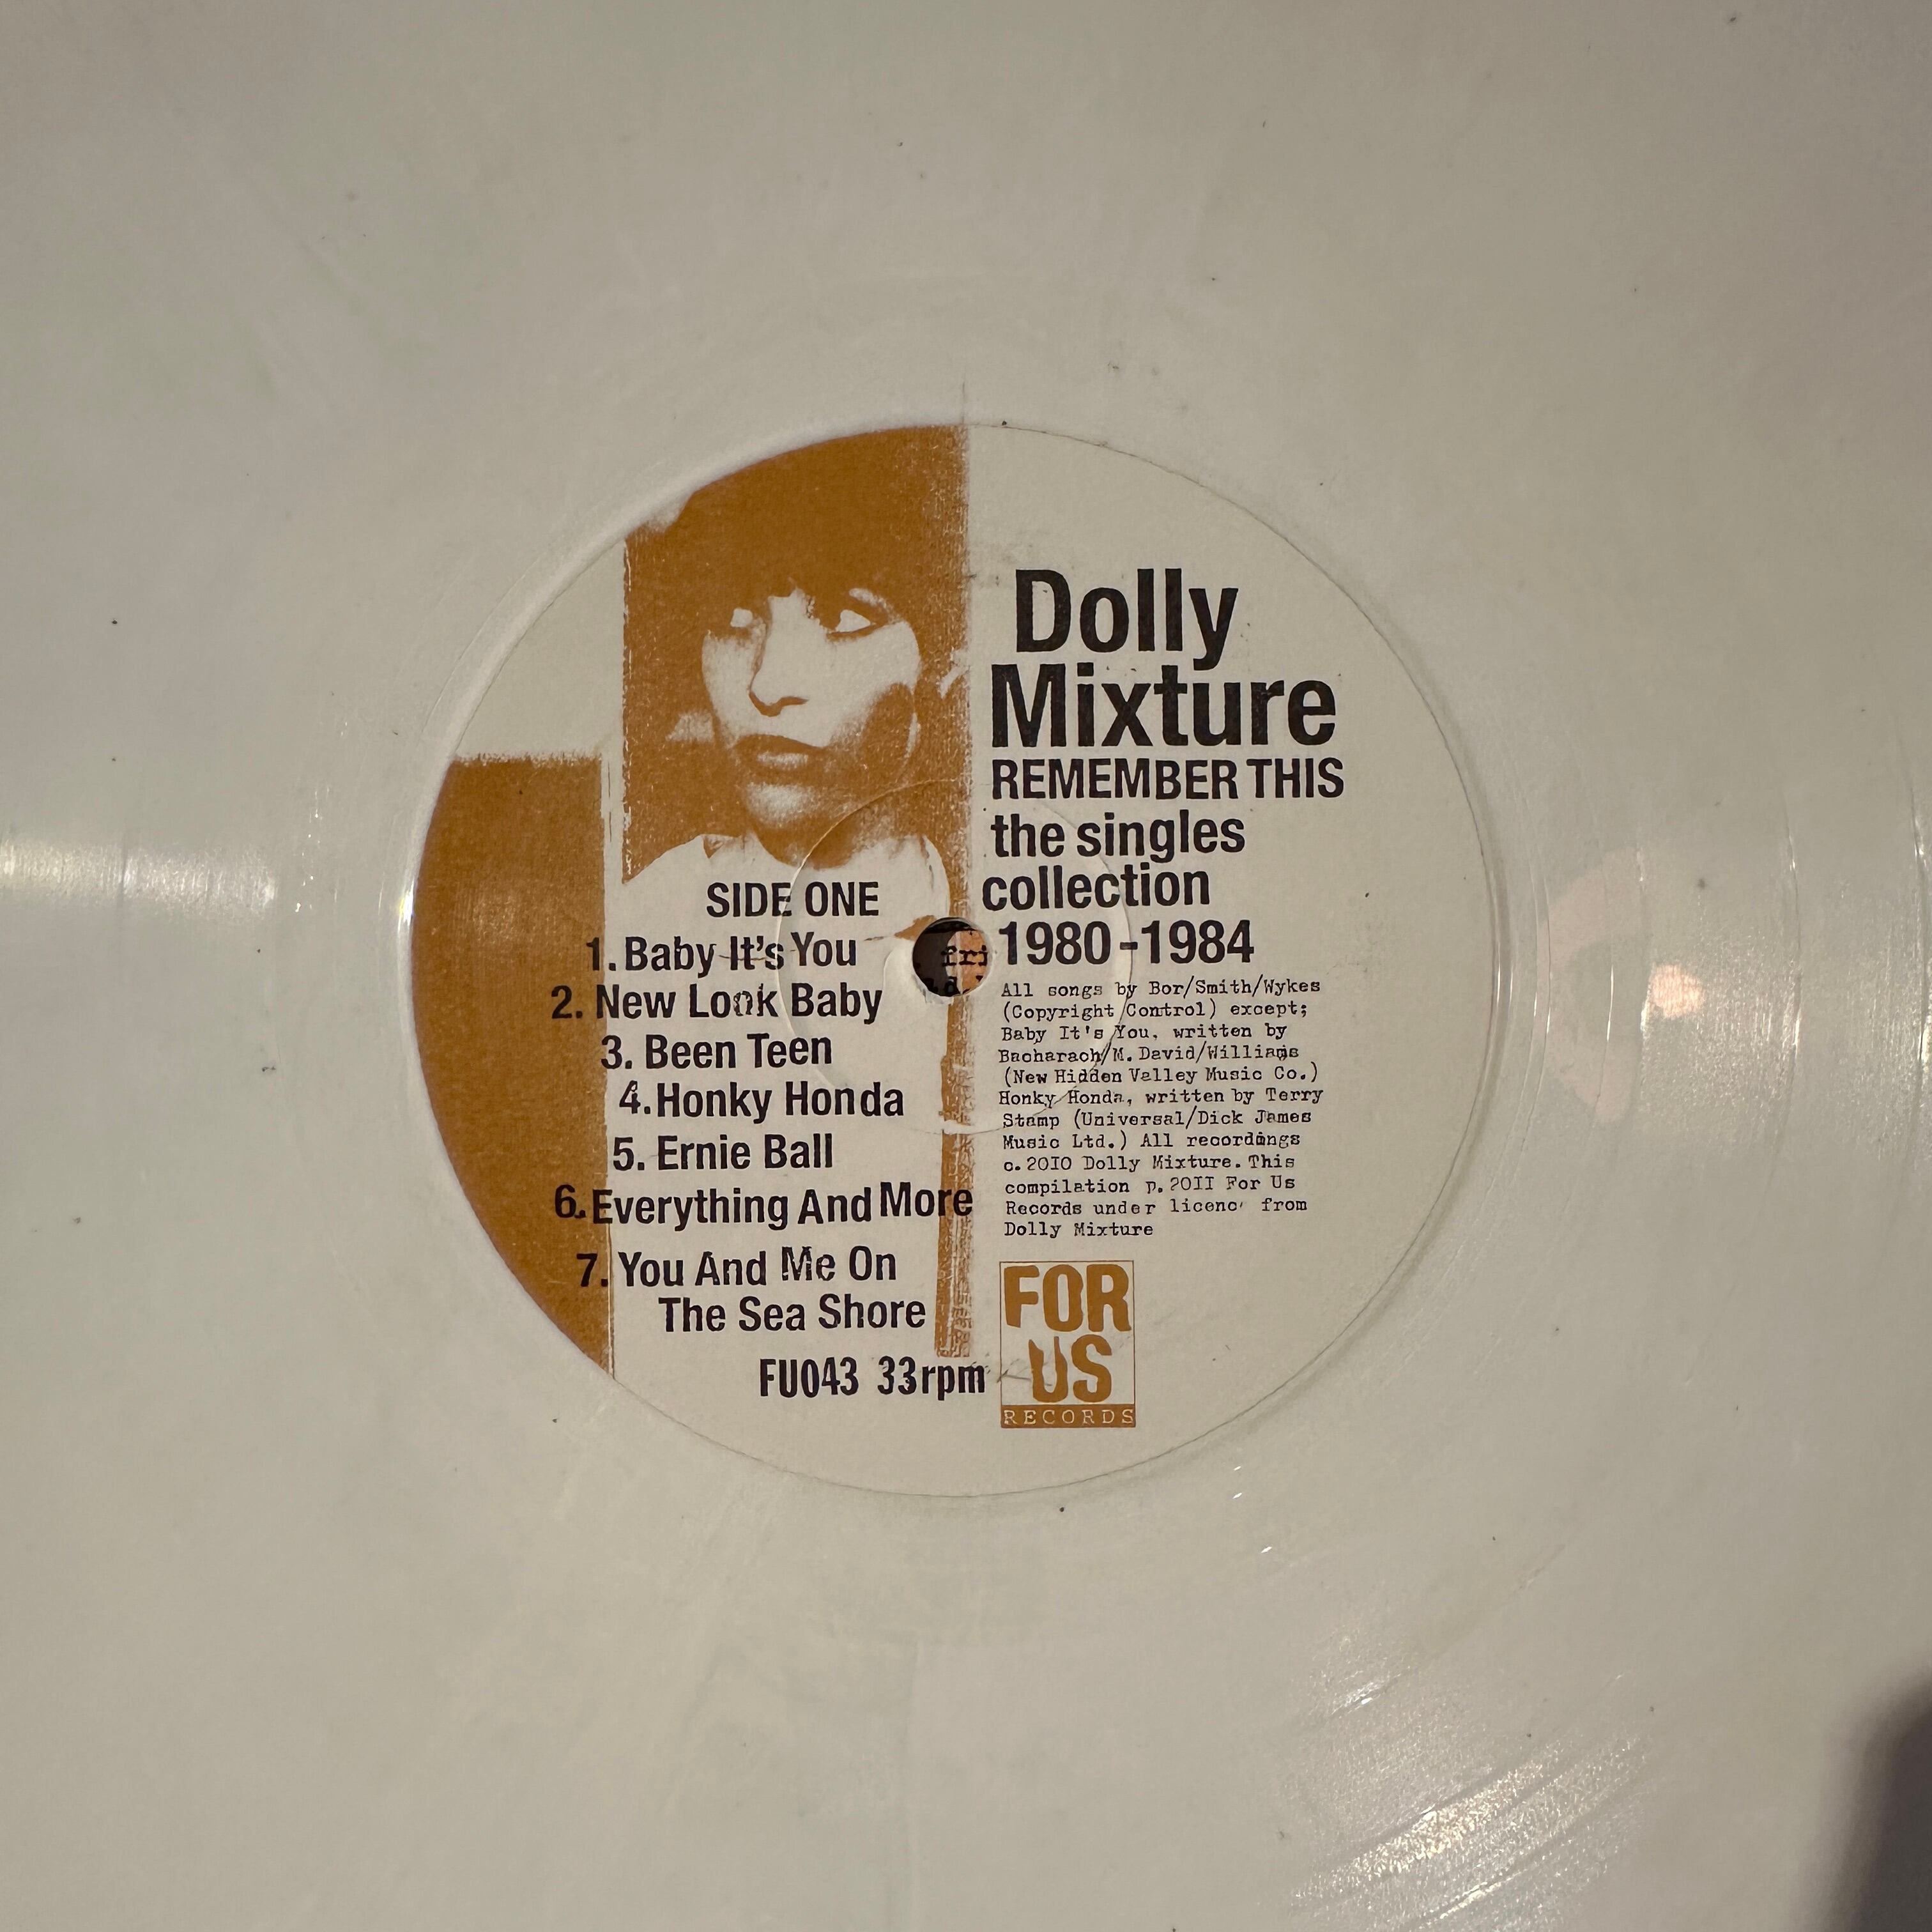 Dolly
Mixture
REMEMBER THIS
the singles
collection
1980-1984
SIDE ONE
1. Baby It's You
2. New Look Baby
3. Been Teen
4. Honky Honda
5. Ernie Ball
6. Everything And More
7. You And Me On
The Sea Shore
FU043 33rpm
All songs by Bor/Smith/Wykes
(Copyright Control) except;
Baby It's You, written by
Bacharach/M. David/Williams
(New Hidden Valley Music Co.)
Honky Honda, written by Terry
Stamp (Universal/Dick James
Music Ltd.) All recordings
c. 2010 Dolly Mixture. This
compilation p. 2011 For Us
Records under licenc' from
Dolly Mixture
FOR
US
RECORDS
fri